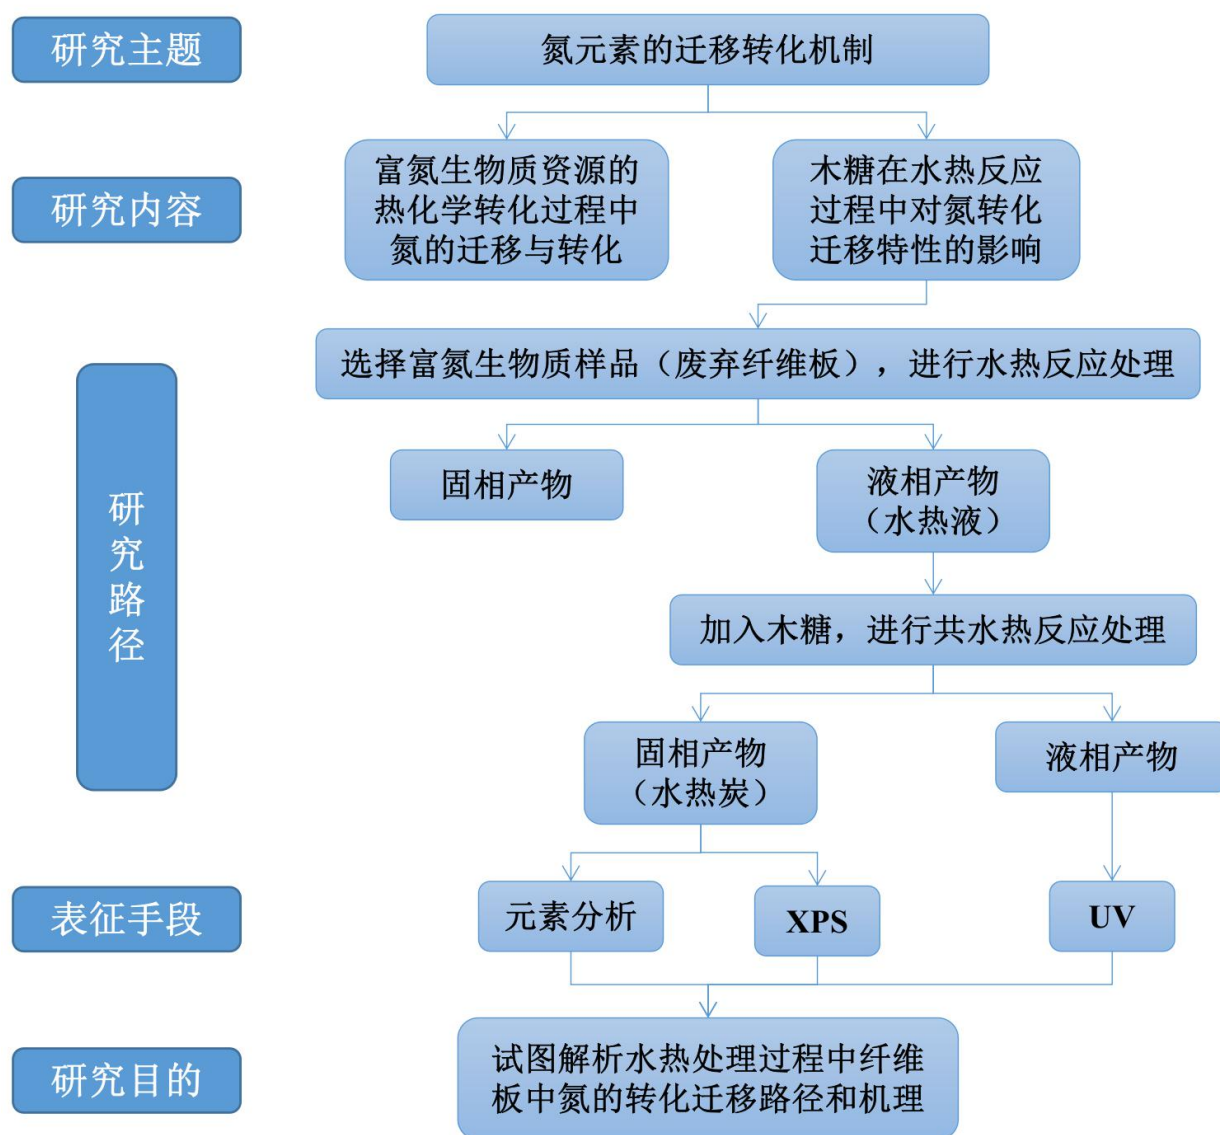 研究主题
氮元素的迁移转化机制
研究内容
富氮生物质资源的
热化学转化过程中
氮的迁移与转化
木糖在水热反应
过程中对氮转化
迁移特性的影响
研究路径
选择富氮生物质样品（废弃纤维板），进行水热反应处理
固相产物
液相产物
（水热液）
加入木糖，进行共水热反应处理
固相产物
（水热炭）
液相产物
表征手段
元素分析
XPS
UV
研究目的
试图解析水热处理过程中纤维
板中氮的转化迁移路径和机理